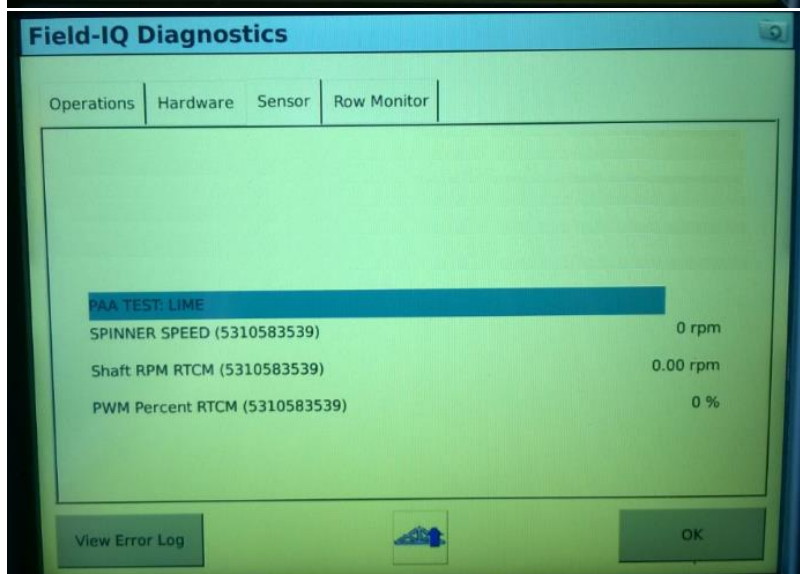 Field-IQ Diagnostics
Operations Hardware Sensor Row Monitor
PAA TEST: LIME
SPINNER SPEED (5310583539) 0 rpm
Shaft RPM RTCM (5310583539) 0.00 rpm
PWM Percent RTCM (5310583539) 0 %
View Error Log OK